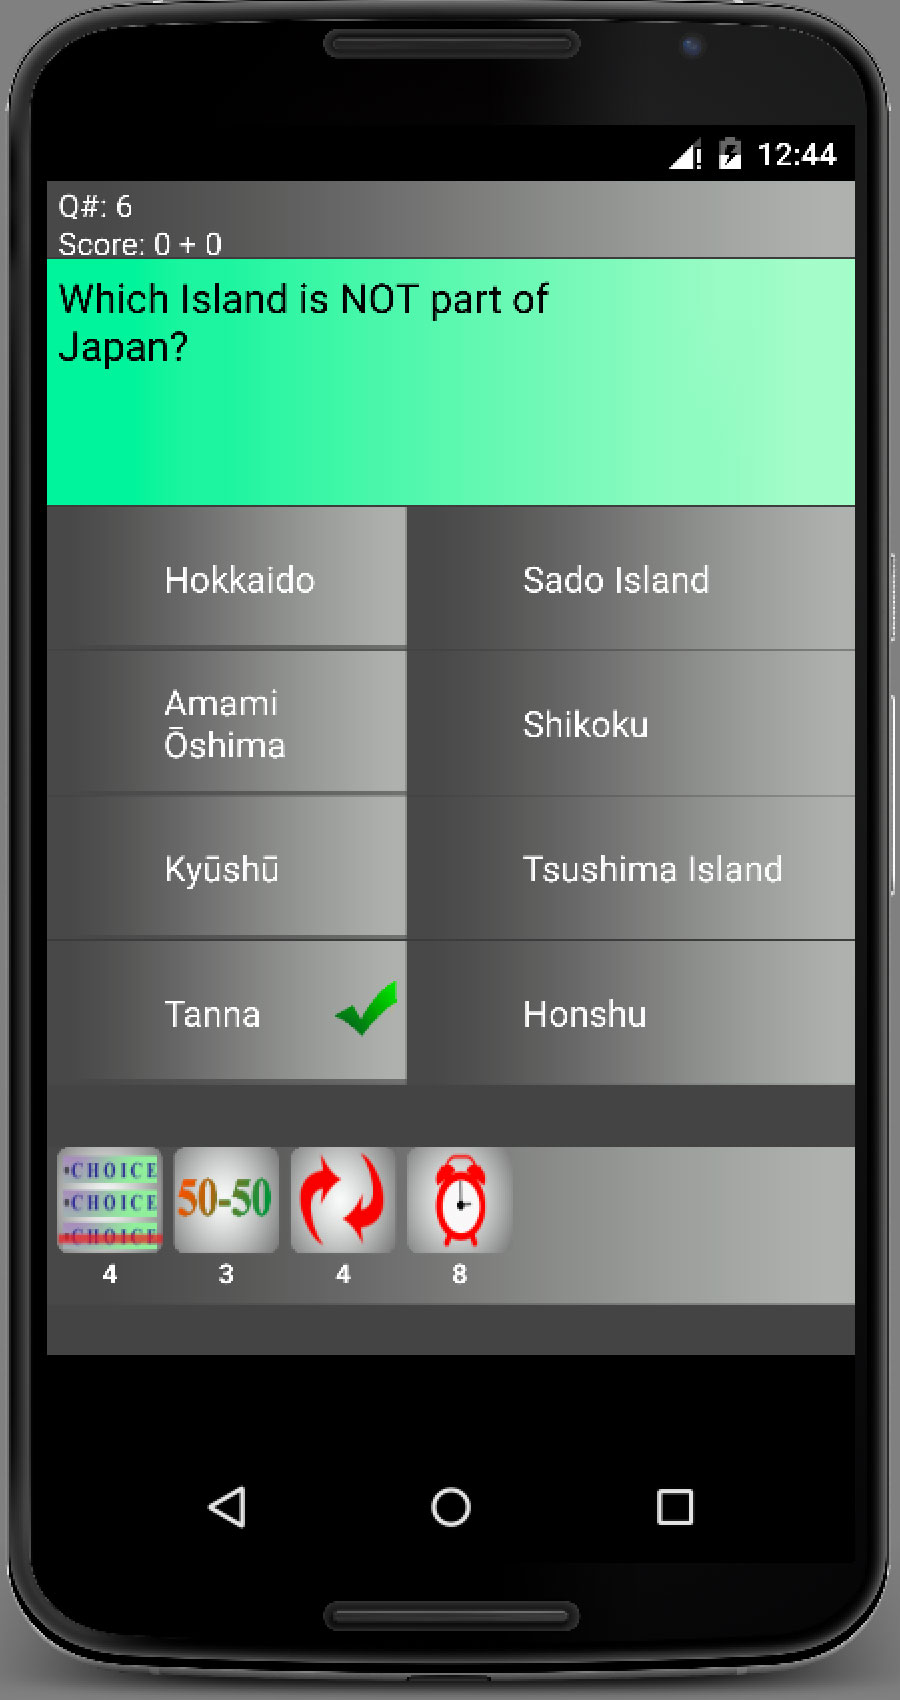 12:44
Q#: 6
Score: 0 + 0
Which Island is NOT part of
Japan?
Hokkaido
Sado Island
Amami
Ōshima
Shikoku
Kyūshū
Tsushima Island
Tanna
Honshu
•CHOICE
•CHOICE
•CHOICE
50-50
4
3
4
8